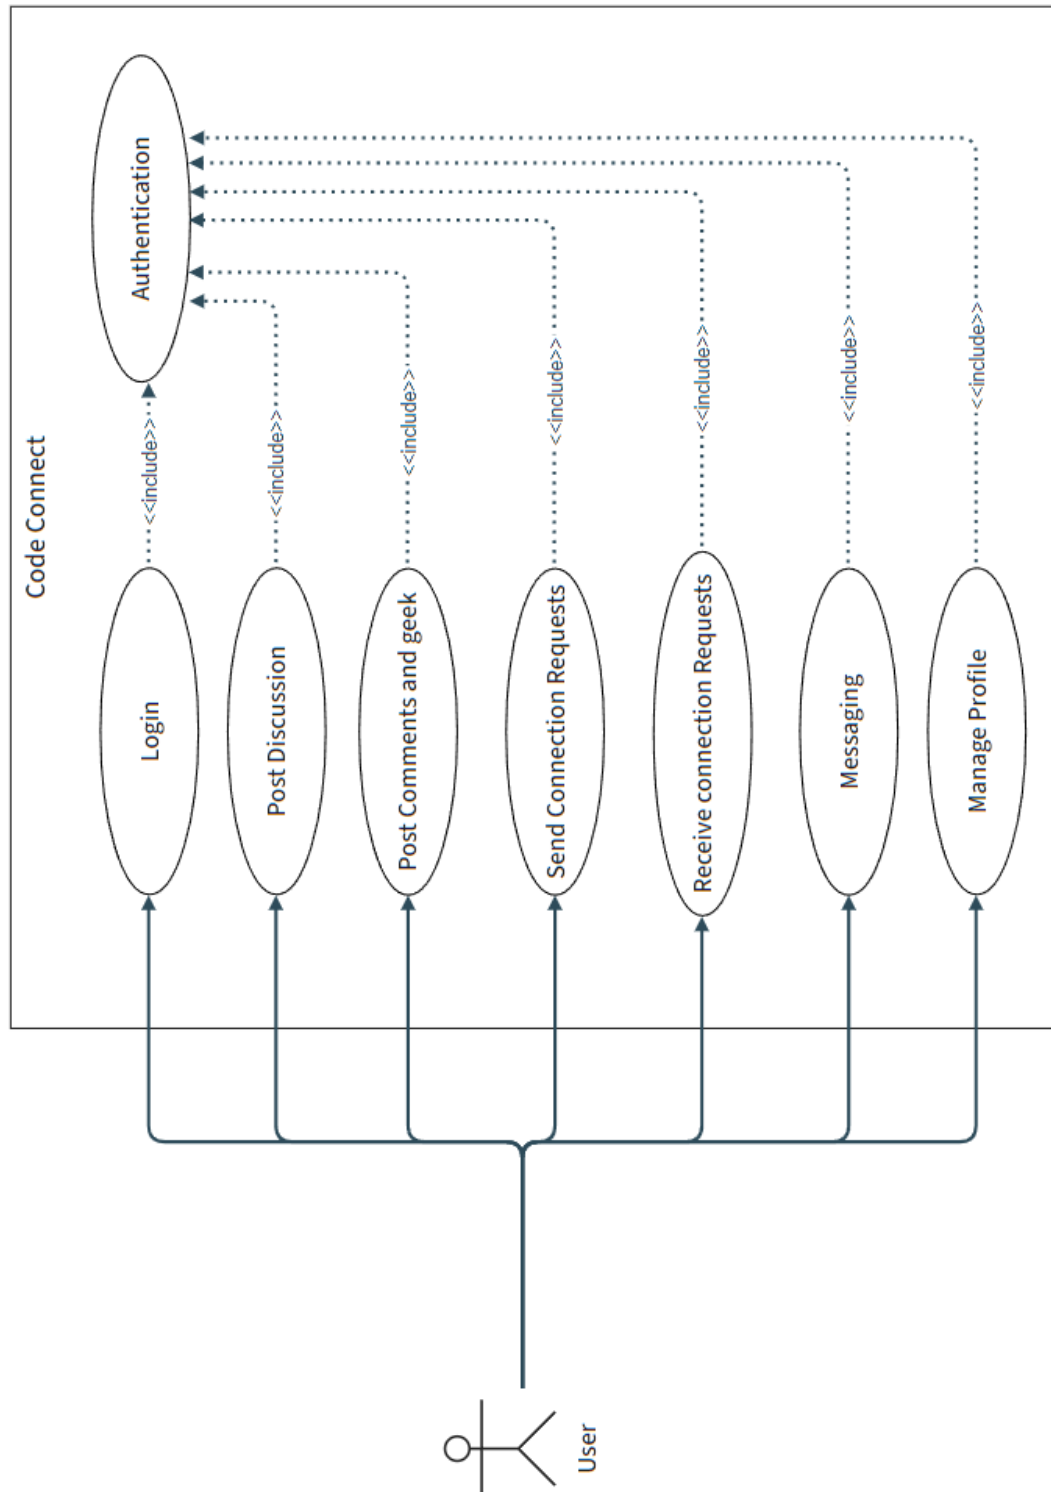 Code Connect
Login
<<include>>
Authentication
Post Discussion
<<include>>
Post Comments and geek
<<include>>
Send Connection Requests
<<include>>
Receive connection Requests
<<include>>
Messaging
<<include>>
Manage Profile
<<include>>
User